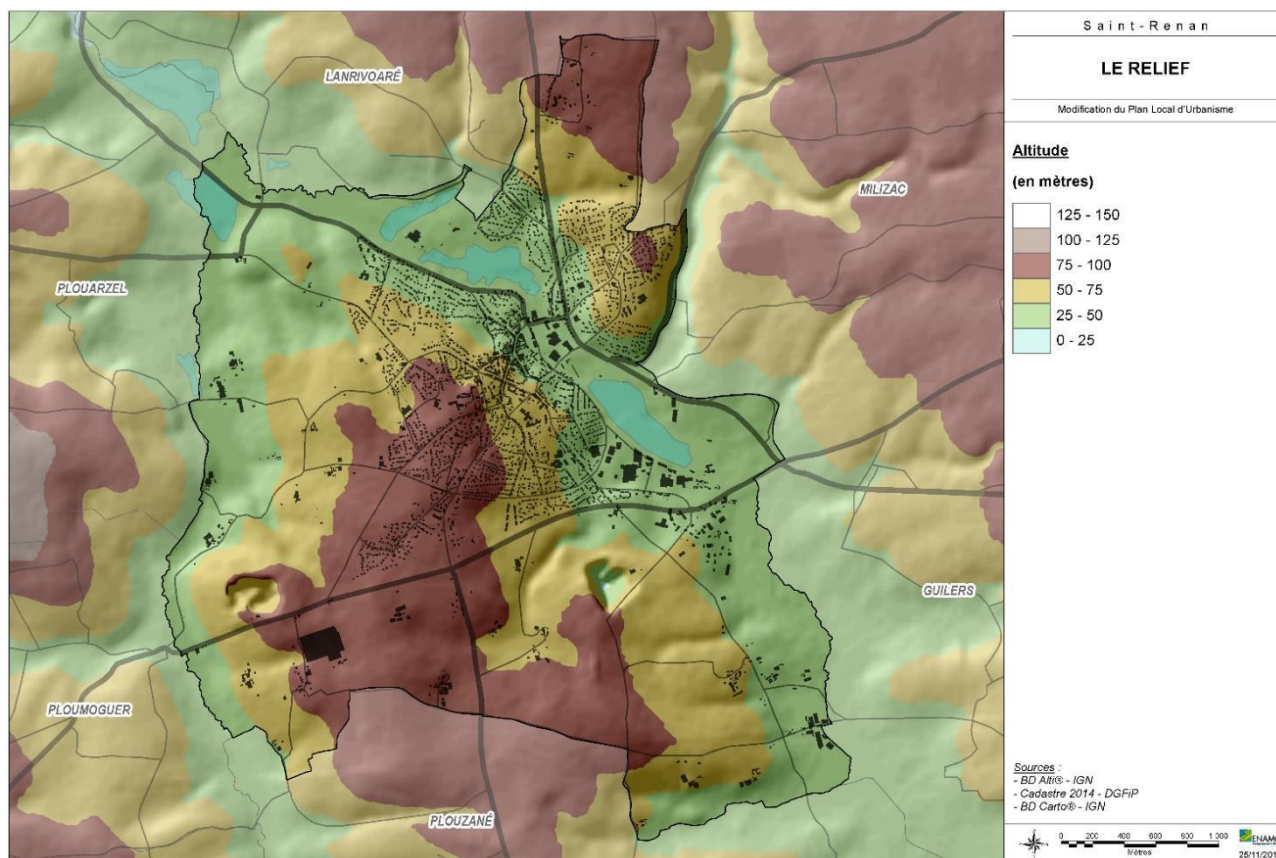 Saint-Renan
LE RELIEF
Modification du Plan Local d'Urbanisme
Altitude
(en mètres)
125 - 150
100 - 125
75 - 100
50 - 75
25 - 50
0 - 25
LANRIVOARÉ
MILIZAC
PLOUARZEL
GUILERS
PLOUMOGUER
PLOUZANÉ
Sources :
- BD Alti® - IGN
- Cadastre 2014 - DGFiP
- BD Carto® - IGN
0 200 400 600 800 1 000
Mètres